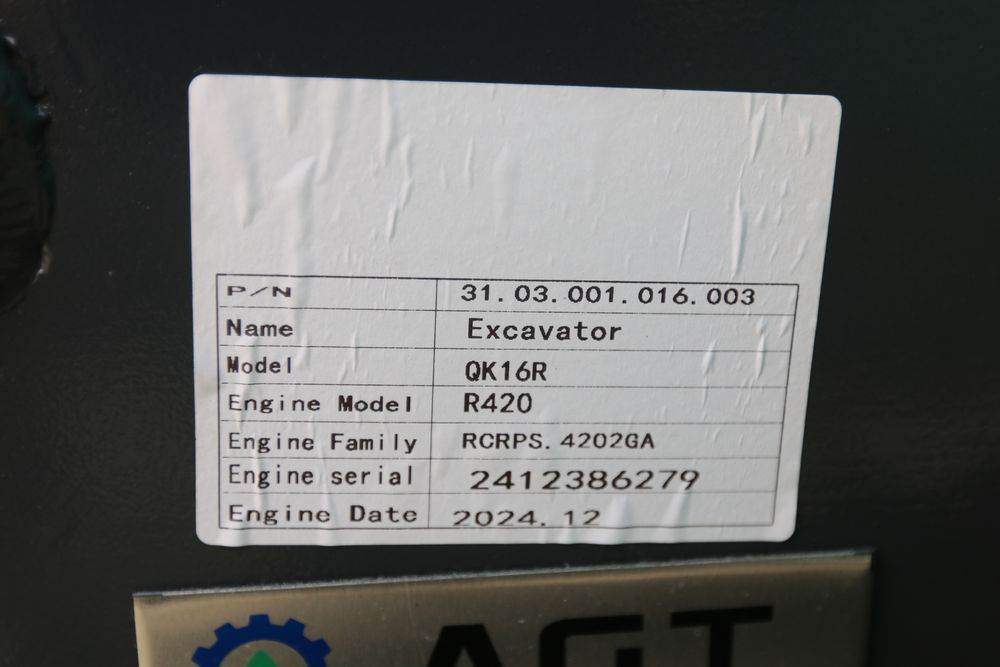 P/N 31.03.001.016.003
Name Excavator
Model QK16R
Engine Model R420
Engine Family RCRPS.4202GA
Engine serial 2412386279
Engine Date 2024.12
AGT